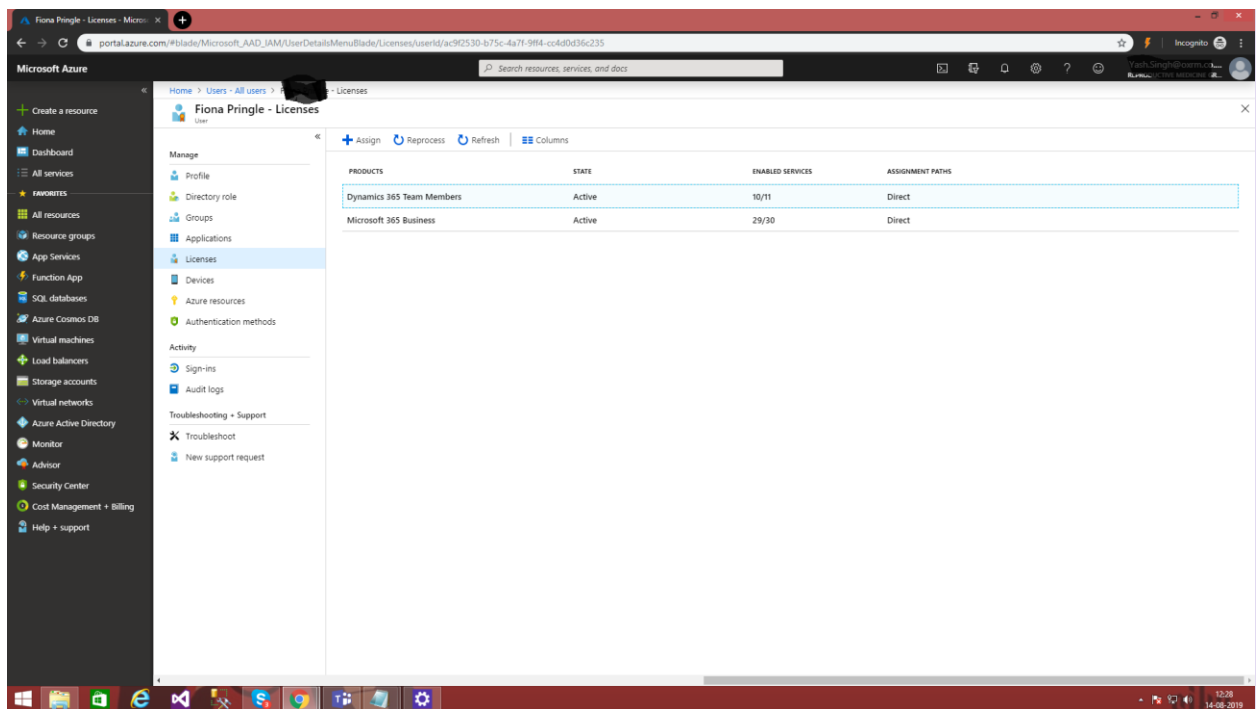 Fiona Pringle - Licenses - Micros
portal.azure.com/#blade/Microsoft_AAD_IAM/UserDetailsMenuBlade/Licenses/userId/ac9f2530-b75c-4a7f-9ff4-cc4d0d36c235
Incognito
Microsoft Azure
Search resources, services, and docs
Yash.Singh@oxrm.co
Home > Users - All users > - Licenses
Fiona Pringle - Licenses
User
Create a resource
Home
Dashboard
All services
FAVORITES
All resources
Resource groups
App Services
Function App
SQL databases
Azure Cosmos DB
Virtual machines
Load balancers
Storage accounts
Virtual networks
Azure Active Directory
Monitor
Advisor
Security Center
Cost Management + Billing
Help + support
Manage
Profile
Directory role
Groups
Applications
Licenses
Devices
Azure resources
Authentication methods
Activity
Sign-ins
Audit logs
Troubleshooting + Support
Troubleshoot
New support request
Assign Reprocess Refresh Columns
PRODUCTS STATE ENABLED SERVICES ASSIGNMENT PATHS
Dynamics 365 Team Members Active 10/11 Direct
Microsoft 365 Business Active 29/30 Direct
12:28
14-08-2019